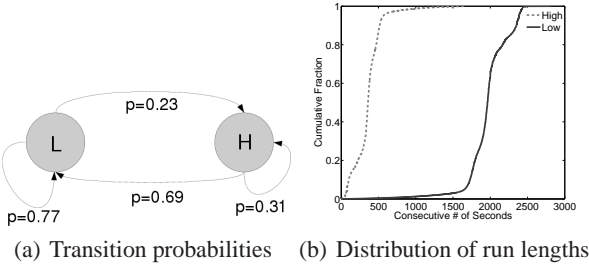 p=0.23
L
H
p=0.69
p=0.77
p=0.31
(a) Transition probabilities
1
0.8
0.6
0.4
0.2
0
Cumulative Fraction
High
Low
0 500 1000 1500 2000 2500 3000
Consecutive # of Seconds
(b) Distribution of run lengths